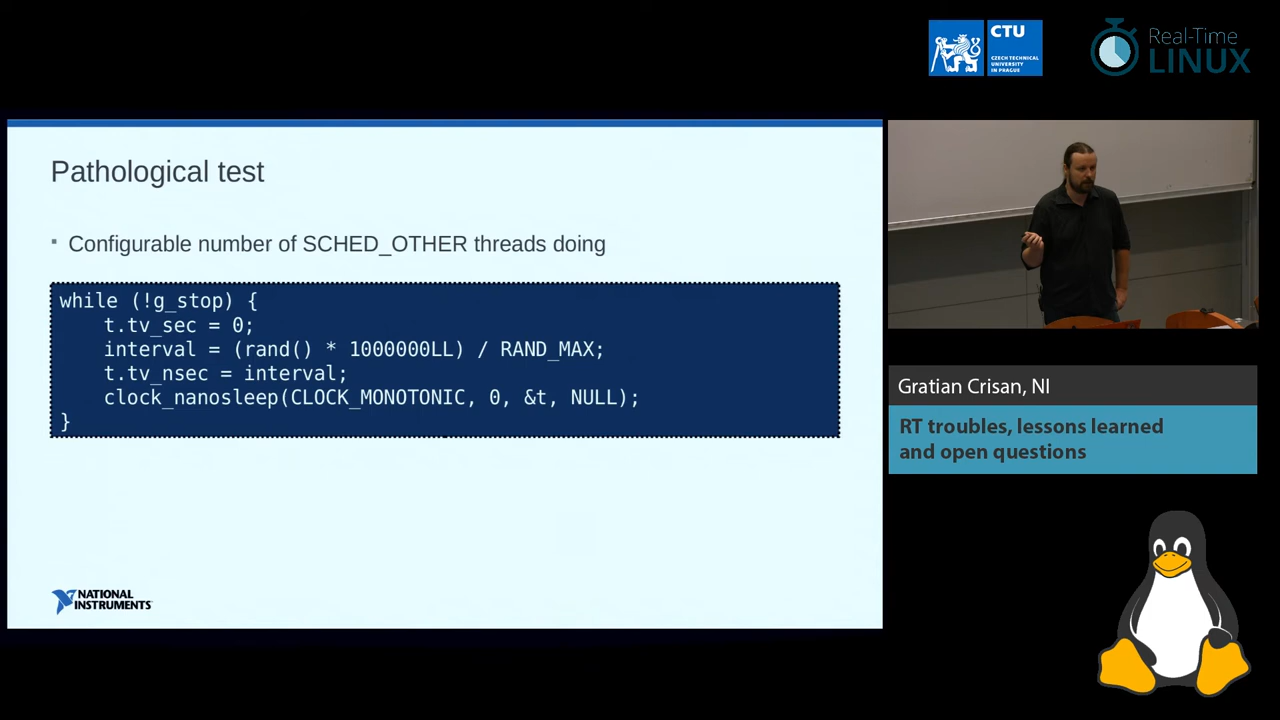 CTU
CZECH TECHNICAL
UNIVERSITY
IN PRAGUE
Real-Time
LINUX
Pathological test
▪ Configurable number of SCHED_OTHER threads doing
while (!g_stop) {
    t.tv_sec = 0;
    interval = (rand() * 1000000LL) / RAND_MAX;
    t.tv_nsec = interval;
    clock_nanosleep(CLOCK_MONOTONIC, 0, &t, NULL);
}
NATIONAL
INSTRUMENTS
Gratian Crisan, NI
RT troubles, lessons learned
and open questions